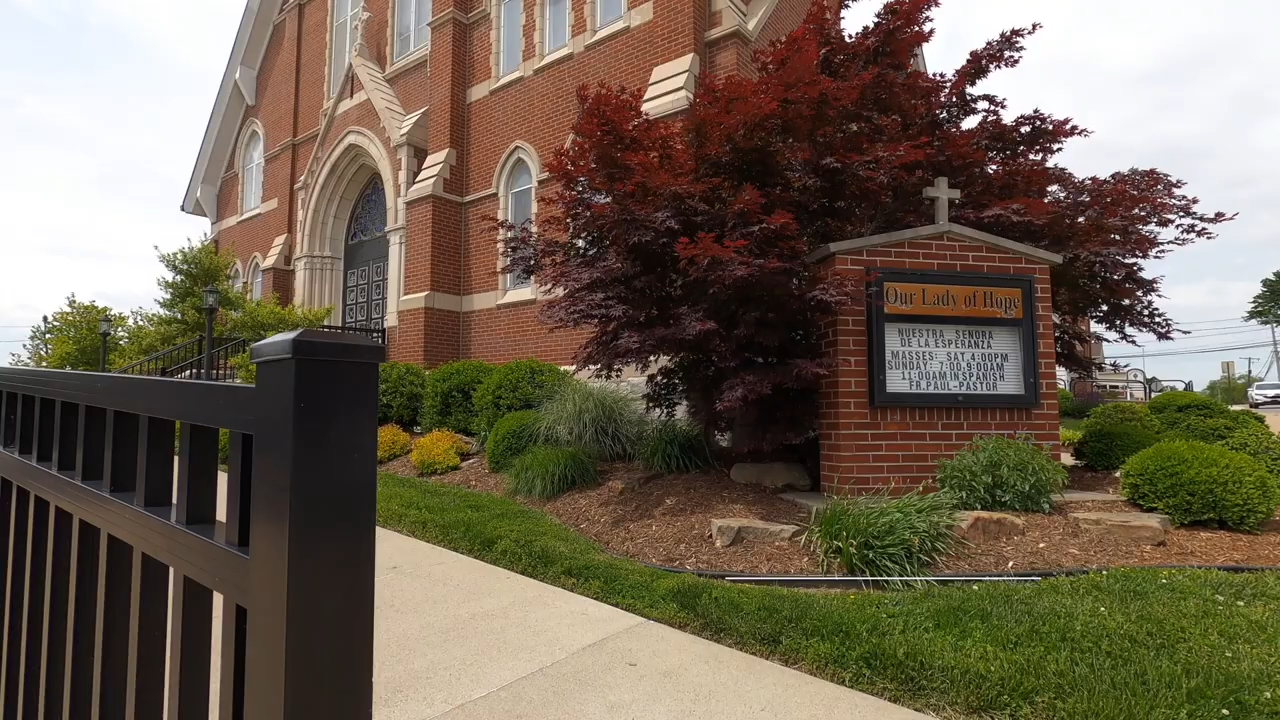 Our Lady of Hope
NUESTRA SENORA
DE LA ESPERANZA
MASSES: SAT. 4:00PM
SUNDAY: 7:00,9:00AM
11:00AM IN SPANISH
FR. PAUL-PASTOR